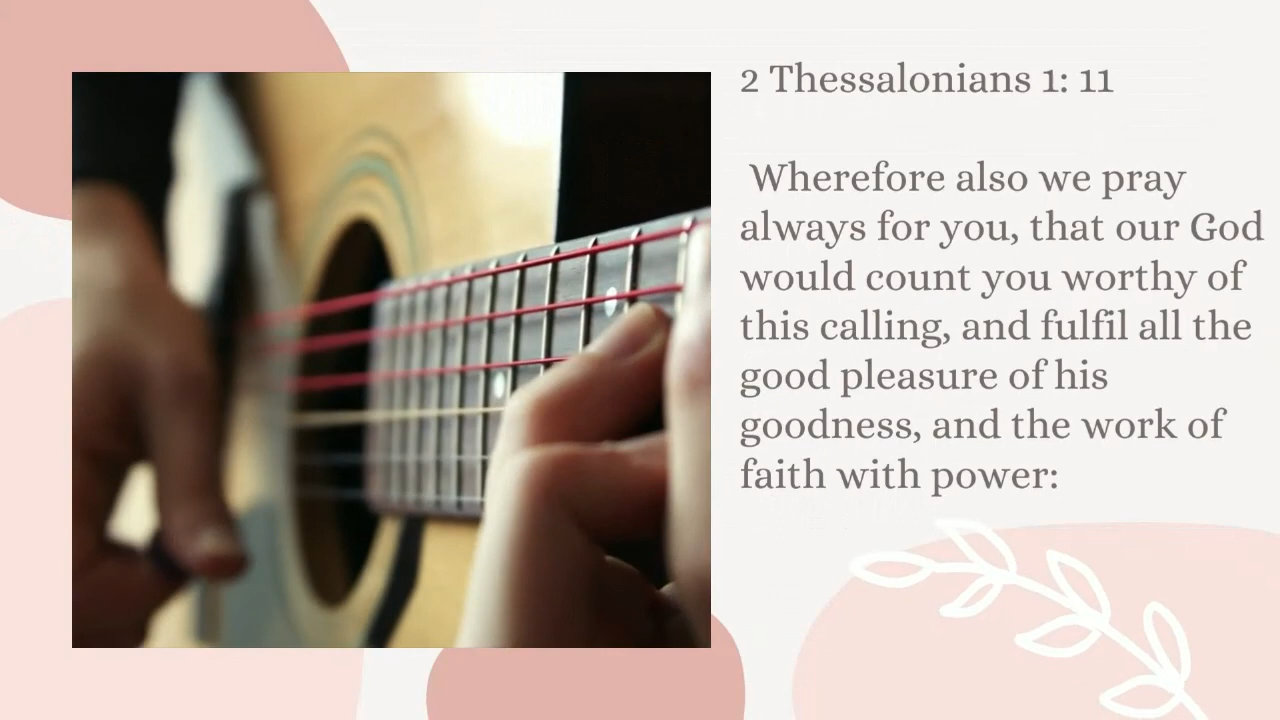 2 Thessalonians 1: 11
Wherefore also we pray
always for you, that our God
would count you worthy of
this calling, and fulfil all the
good pleasure of his
goodness, and the work of
faith with power: